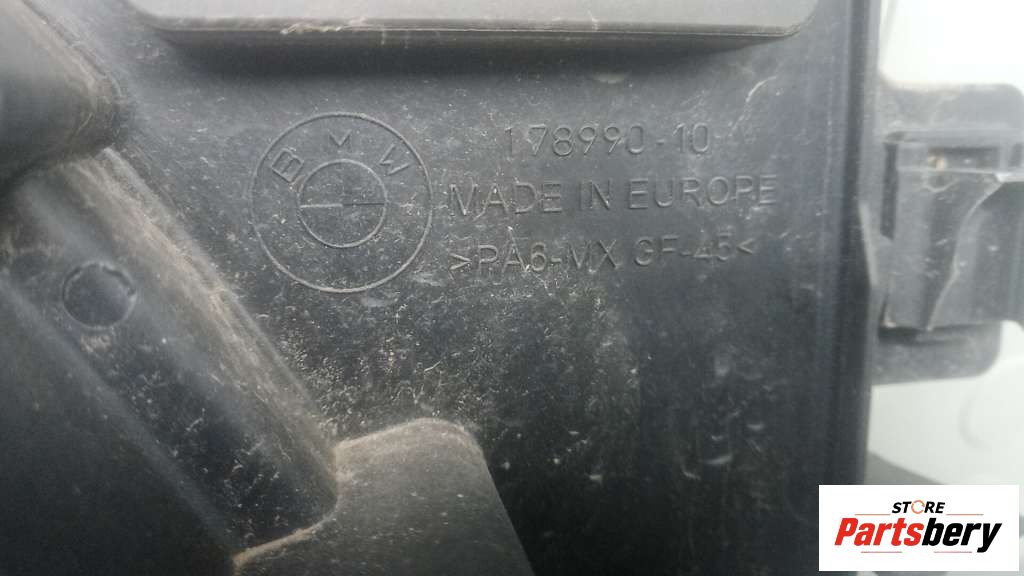 BMW
178990-10
MADE IN EUROPE
>PA6-MX GF-45<
STORE
Partsbery